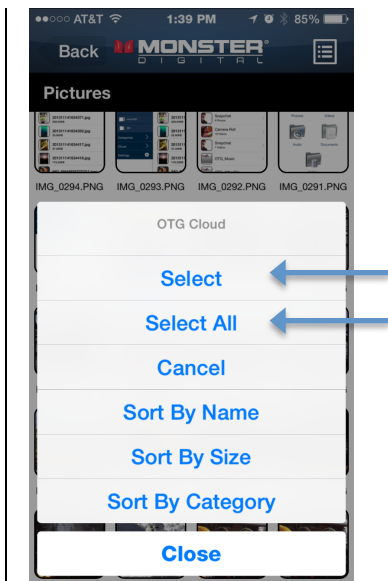 AT&T 1:39 PM 85%
Back MONSTER®
DIGITAL
Pictures
IMG_0294.PNG IMG_0293.PNG IMG_0292.PNG IMG_0291.PNG
OTG Cloud
Select
Select All
Cancel
Sort By Name
Sort By Size
Sort By Category
Close